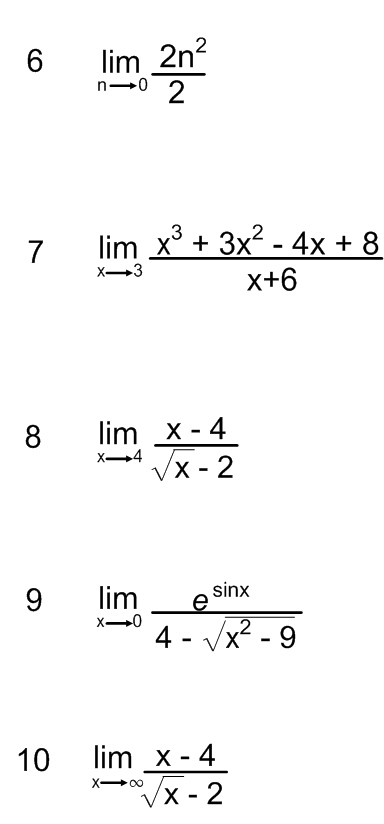 6 lim n→0 2n² / 2
7 lim x→3 x³ + 3x² - 4x + 8 / x+6
8 lim x→4 x - 4 / √x - 2
9 lim x→0 e^sinx / 4 - √(x² - 9)
10 lim x→∞ x - 4 / √x - 2